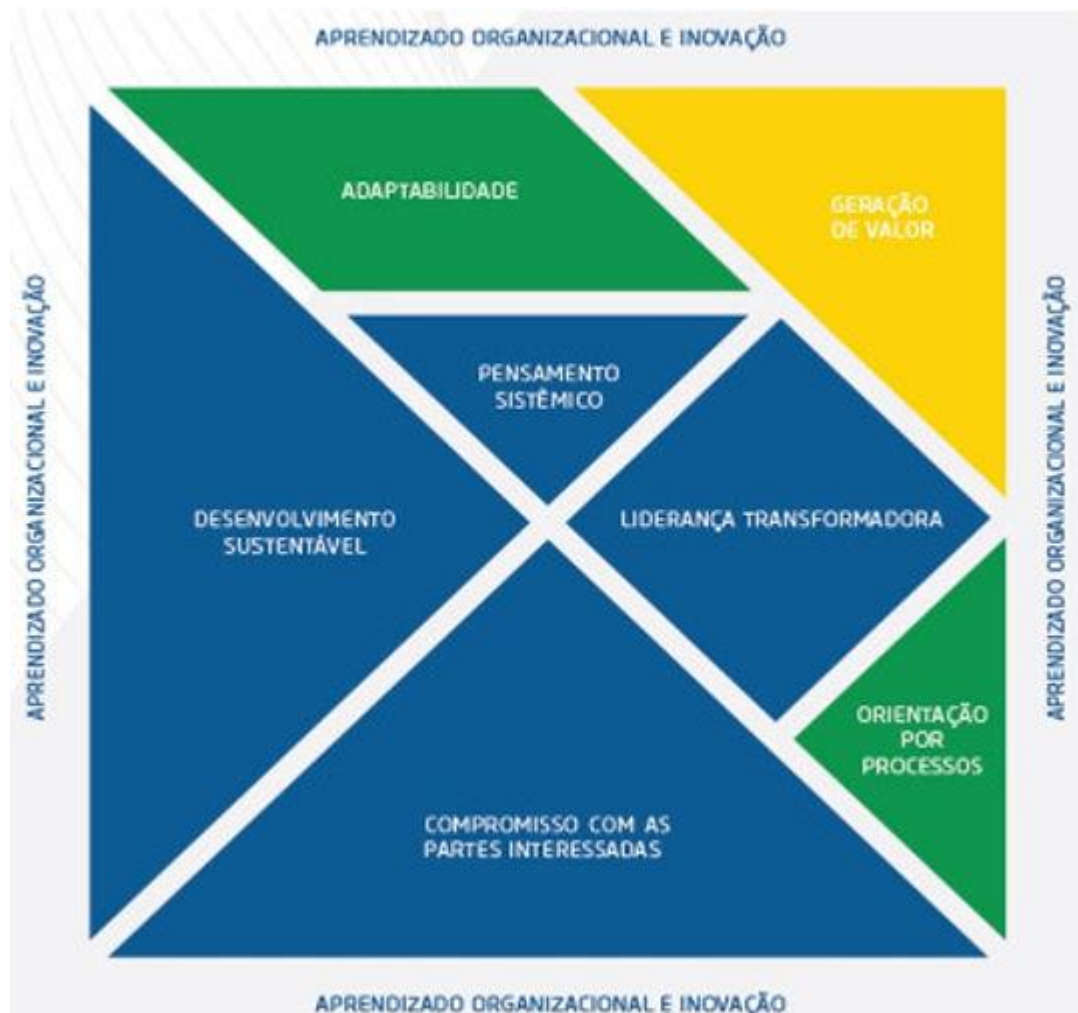 APRENDIZADO ORGANIZACIONAL E INOVAÇÃO
ADAPTABILIDADE
GERAÇÃO
DE VALOR
APRENDIZADO ORGANIZACIONAL E INOVAÇÃO
APRENDIZADO ORGANIZACIONAL E INOVAÇÃO
PENSAMENTO
SISTÊMICO
DESENVOLVIMENTO
SUSTENTÁVEL
LIDERANÇA TRANSFORMADORA
ORIENTAÇÃO
POR
PROCESSOS
COMPROMISSO COM AS
PARTES INTERESSADAS
APRENDIZADO ORGANIZACIONAL E INOVAÇÃO